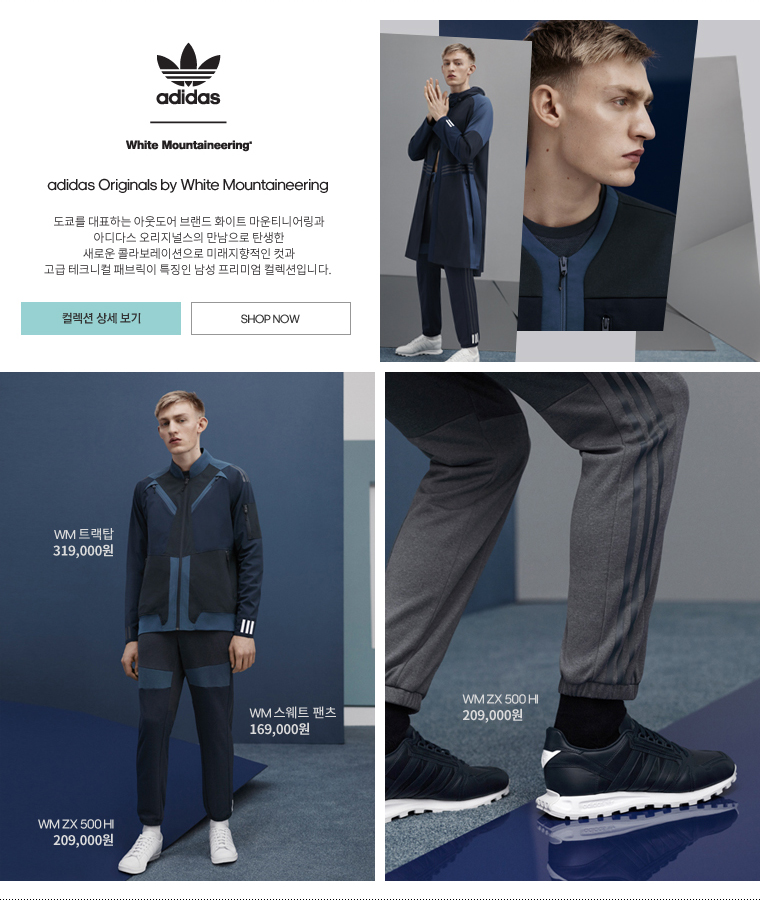 adidas
White Mountaineering
adidas Originals by White Mountaineering
도쿄를 대표하는 아웃도어 브랜드 화이트 마운티니어링과
아디다스 오리지널스의 만남으로 탄생한
새로운 콜라보레이션으로 미래지향적인 컷과
고급 테크니컬 패브릭이 특징인 남성 프리미엄 컬렉션입니다.
컬렉션 상세 보기
SHOP NOW
WM 트랙탑
319,000원
WM 스웨트 팬츠
169,000원
WM ZX 500 HI
209,000원
WM ZX 500 HI
209,000원